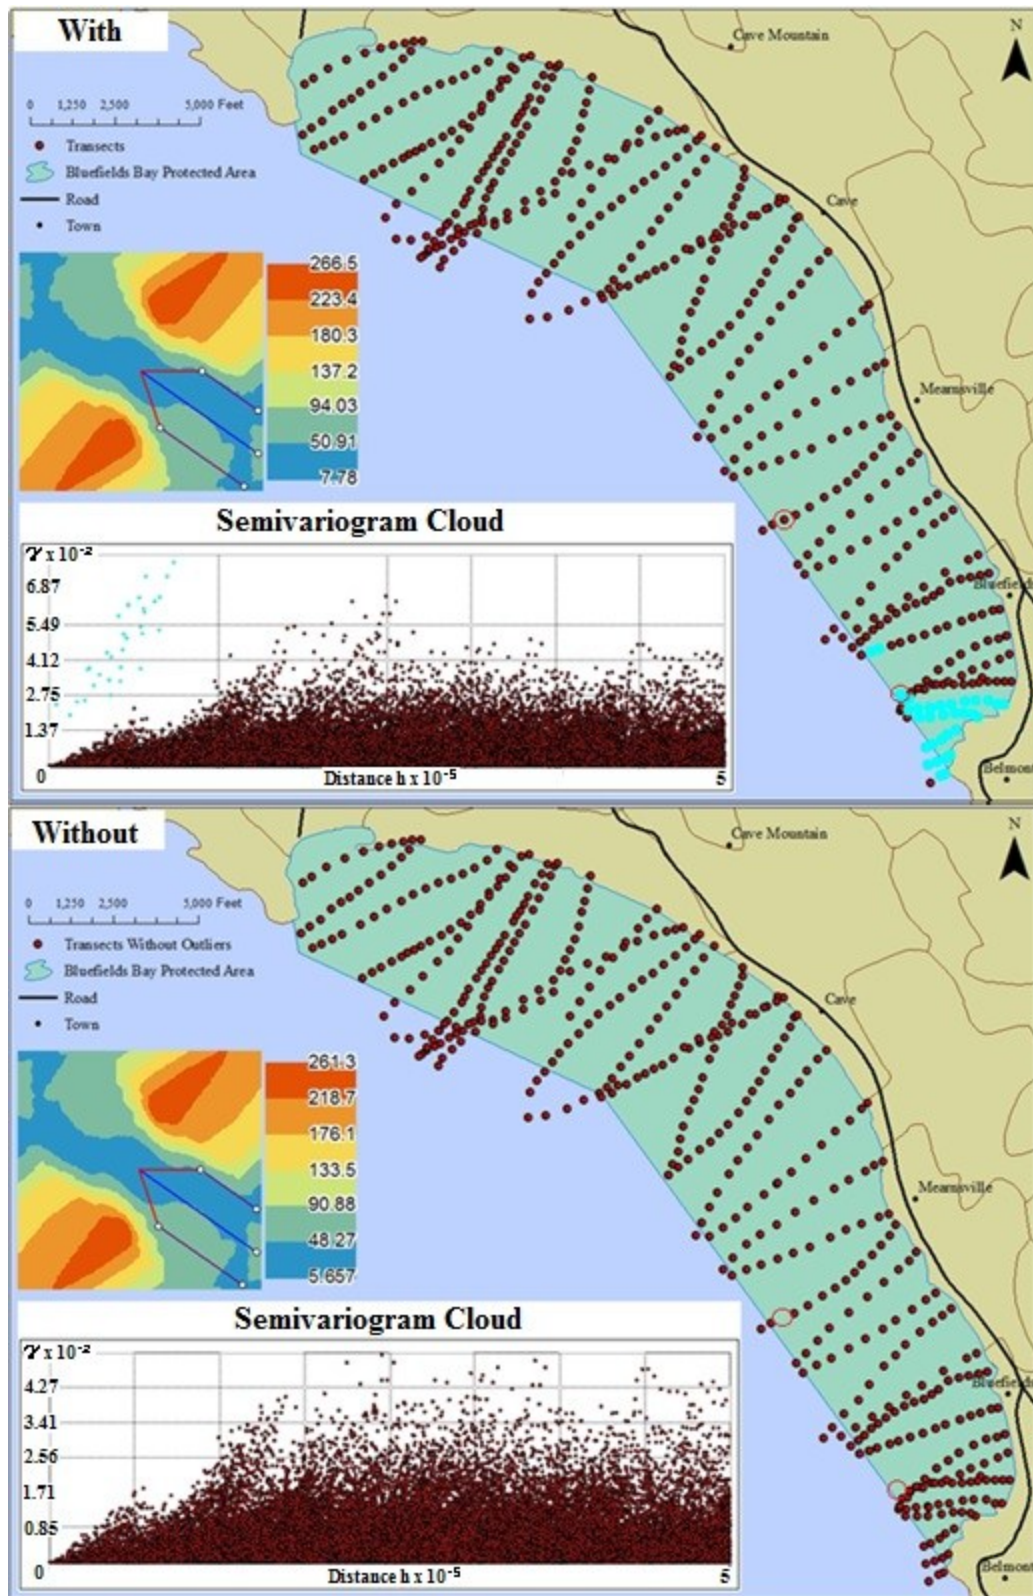 With
N
Cave Mountain
0 1,250 2,500 5,000 Feet
Transects
Bluefields Bay Protected Area
Road
Town
Cave
266.5
223.4
180.3
137.2
94.03
50.91
7.78
Mearnsville
Semivariogram Cloud
γ x 10⁻²
6.87
5.49
4.12
2.75
1.37
0
Distance h x 10⁻⁵
5
Bluefields
Belmont
Without
N
Cave Mountain
0 1,250 2,500 5,000 Feet
Transects Without Outliers
Bluefields Bay Protected Area
Road
Town
Cave
261.3
218.7
176.1
133.5
90.88
48.27
5.657
Mearnsville
Semivariogram Cloud
γ x 10⁻²
4.27
3.41
2.56
1.71
0.85
0
Distance h x 10⁻⁵
5
Bluefields
Belmont